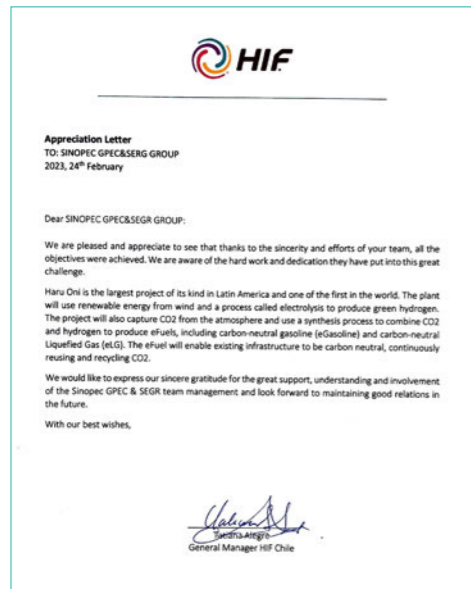 HIF
Appreciation Letter
TO: SINOPEC GPEC&SERG GROUP
2023, 24th February
Dear SINOPEC GPEC&SEGR GROUP:
We are pleased and appreciate to see that thanks to the sincerity and efforts of your team, all the
objectives were achieved. We are aware of the hard work and dedication they have put into this great
challenge.
Haru Oni is the largest project of its kind in Latin America and one of the first in the world. The plant
will use renewable energy from wind and a process called electrolysis to produce green hydrogen.
The project will also capture CO2 from the atmosphere and use a synthesis process to combine CO2
and hydrogen to produce eFuels, including carbon-neutral gasoline (eGasoline) and carbon-neutral
Liquefied Gas (eLG). The eFuel will enable existing infrastructure to be carbon neutral, continuously
reusing and recycling CO2.
We would like to express our sincere gratitude for the great support, understanding and involvement
of the Sinopec GPEC & SEGR team management and look forward to maintaining good relations in
the future.
With our best wishes,
Tatiana Alegre
General Manager HIF Chile